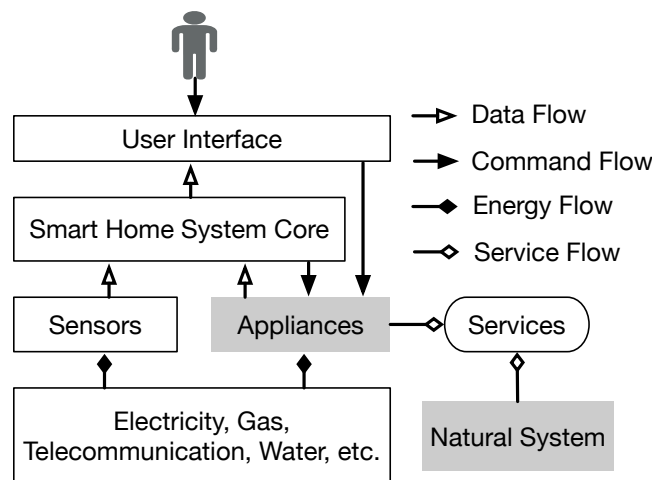 User Interface
Data Flow
Command Flow
Smart Home System Core
Energy Flow
Service Flow
Sensors
Appliances
Services
Electricity, Gas,
Telecommunication, Water, etc.
Natural System